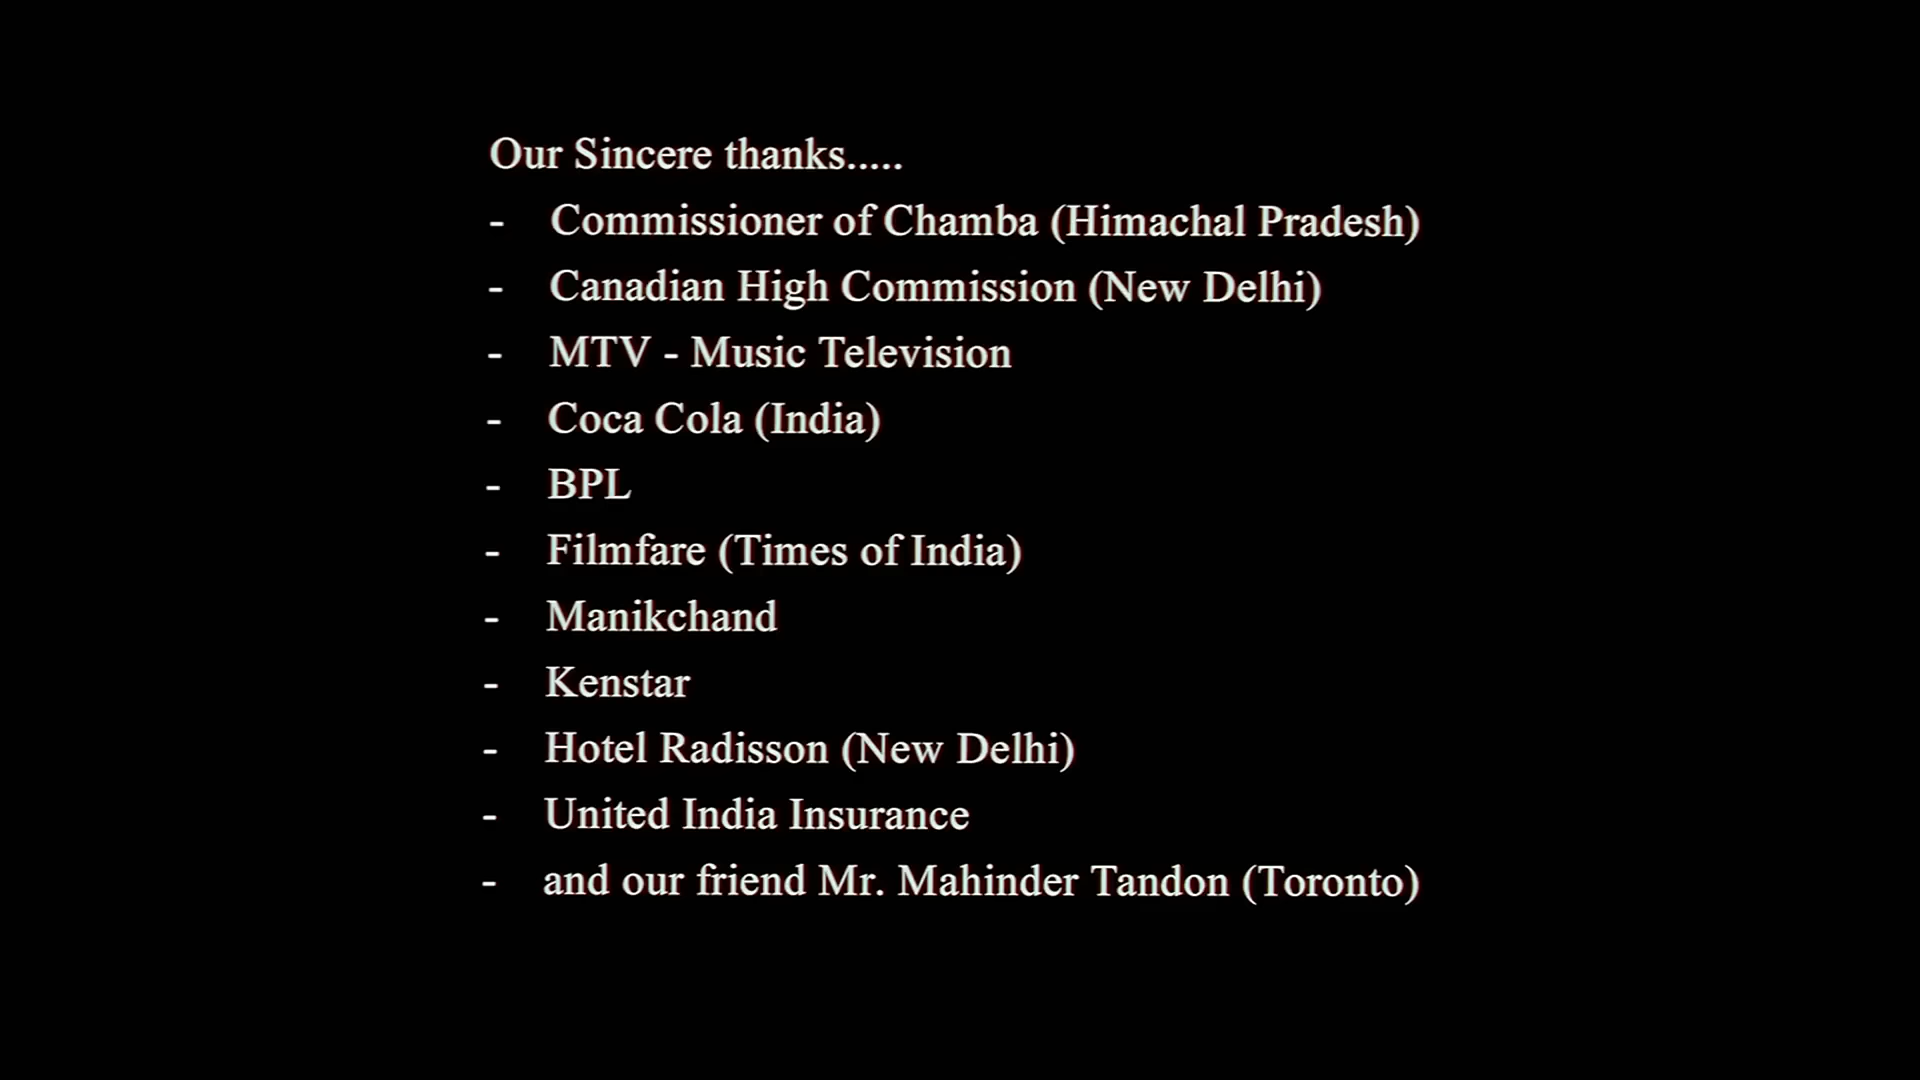 Our Sincere thanks.....
- Commissioner of Chamba (Himachal Pradesh)
- Canadian High Commission (New Delhi)
- MTV - Music Television
- Coca Cola (India)
- BPL
- Filmfare (Times of India)
- Manikchand
- Kenstar
- Hotel Radisson (New Delhi)
- United India Insurance
- and our friend Mr. Mahinder Tandon (Toronto)